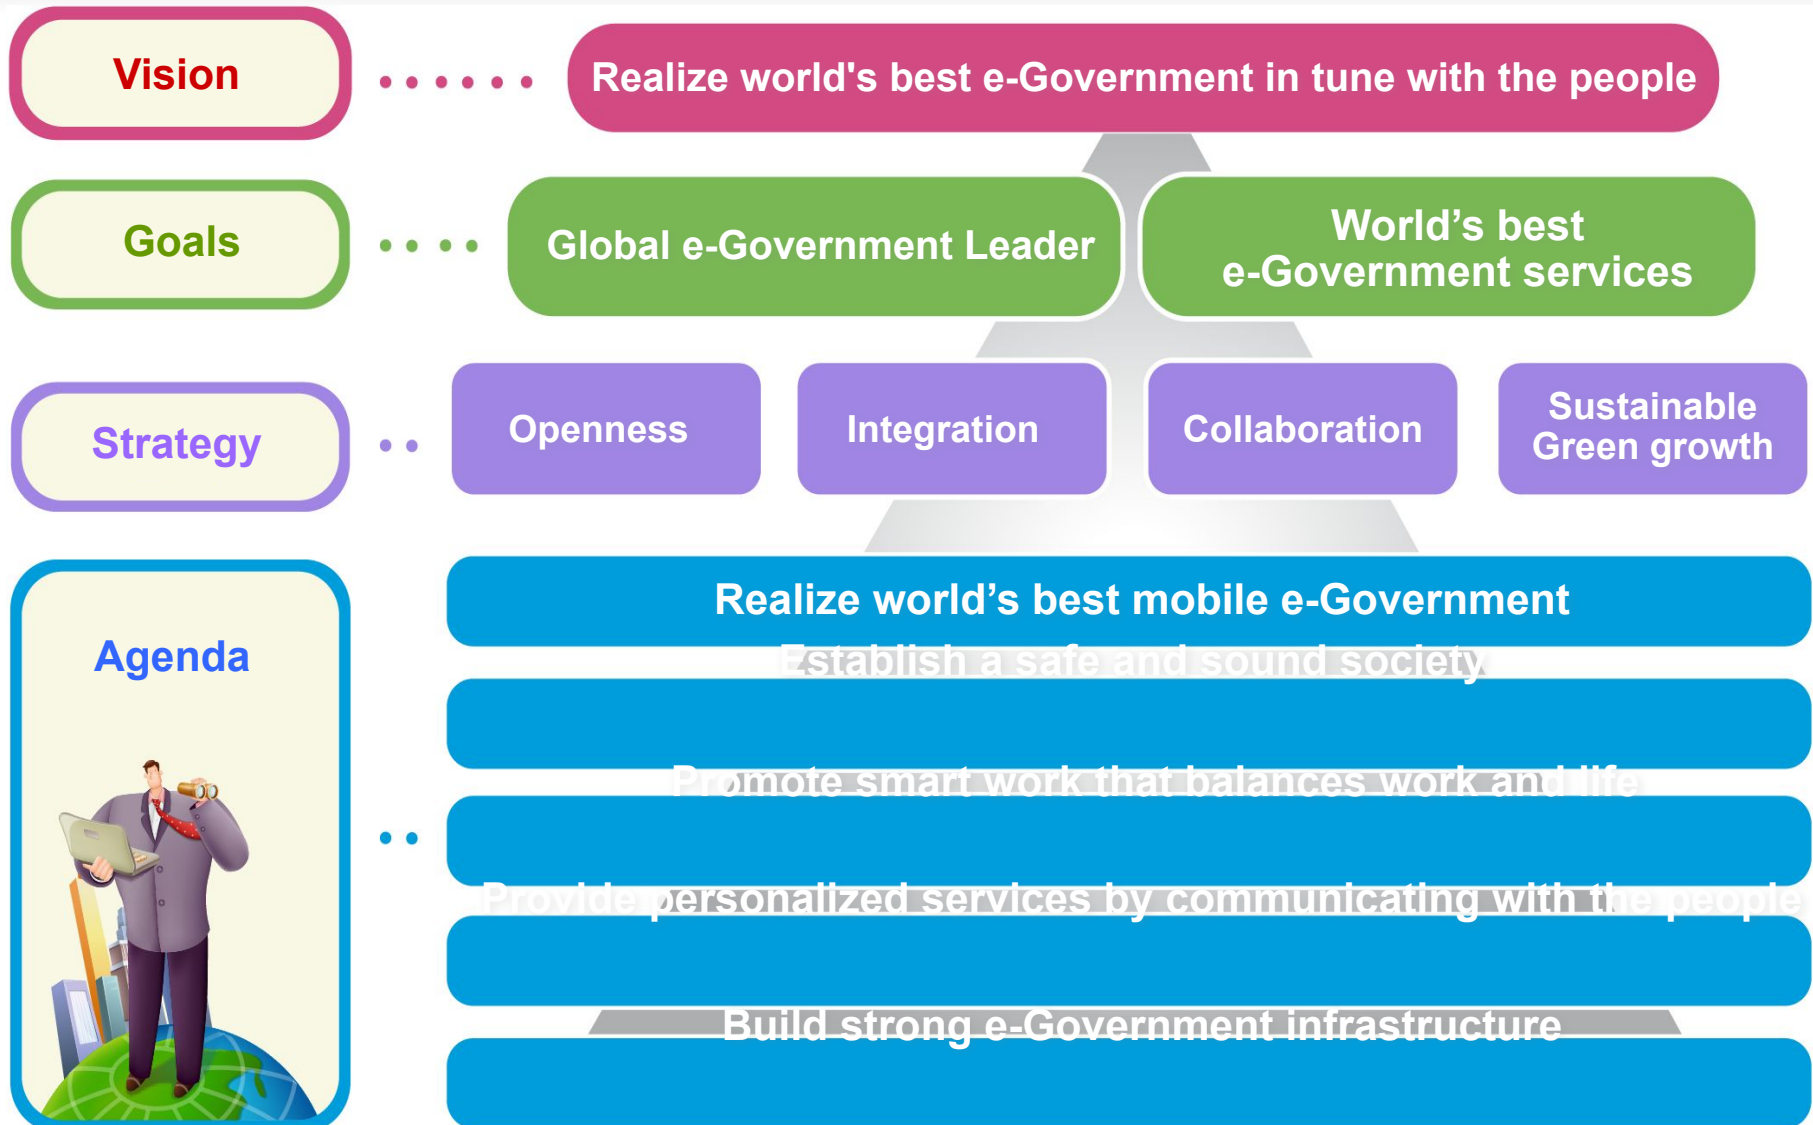 Vision
Realize world's best e-Government in tune with the people
Goals
Global e-Government Leader
World’s best
e-Government services
Strategy
Openness
Integration
Collaboration
Sustainable
Green growth
Agenda
Realize world’s best mobile e-Government
Establish a safe and sound society
Promote smart work that balances work and life
Provide personalized services by communicating with the people
Build strong e-Government infrastructure